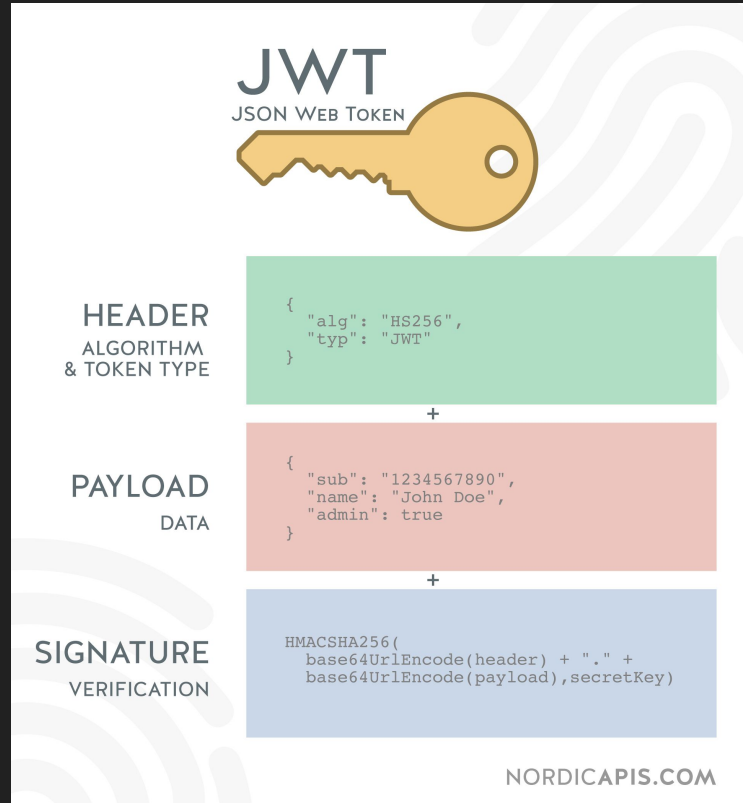 JWT
JSON WEB TOKEN
HEADER
ALGORITHM
& TOKEN TYPE
{
  "alg": "HS256",
  "typ": "JWT"
}
+
PAYLOAD
DATA
{
  "sub": "1234567890",
  "name": "John Doe",
  "admin": true
}
+
SIGNATURE
VERIFICATION
HMACSHA256(
  base64UrlEncode(header) + "." +
  base64UrlEncode(payload),secretKey)
NORDICAPIS.COM